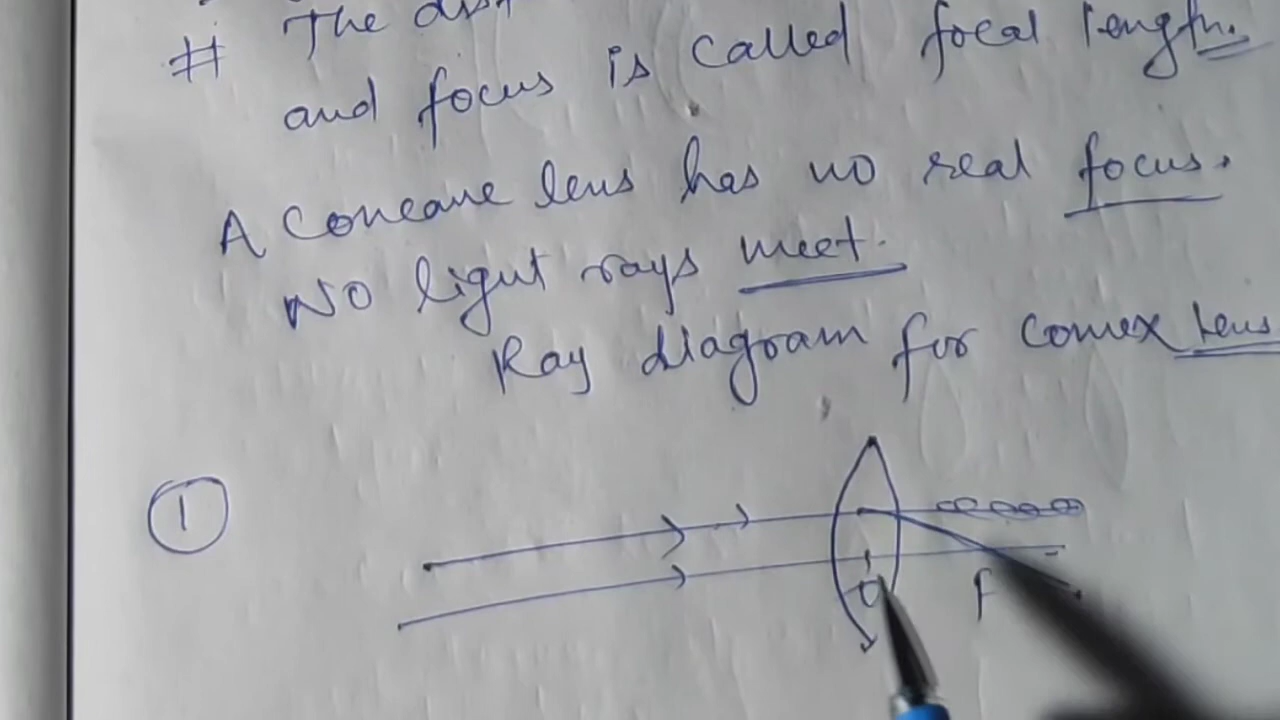 # The
and focus is called focal length.
A Concave lens has no real focus.
No light rays meet.
Ray diagram for convex lens
1
O
F